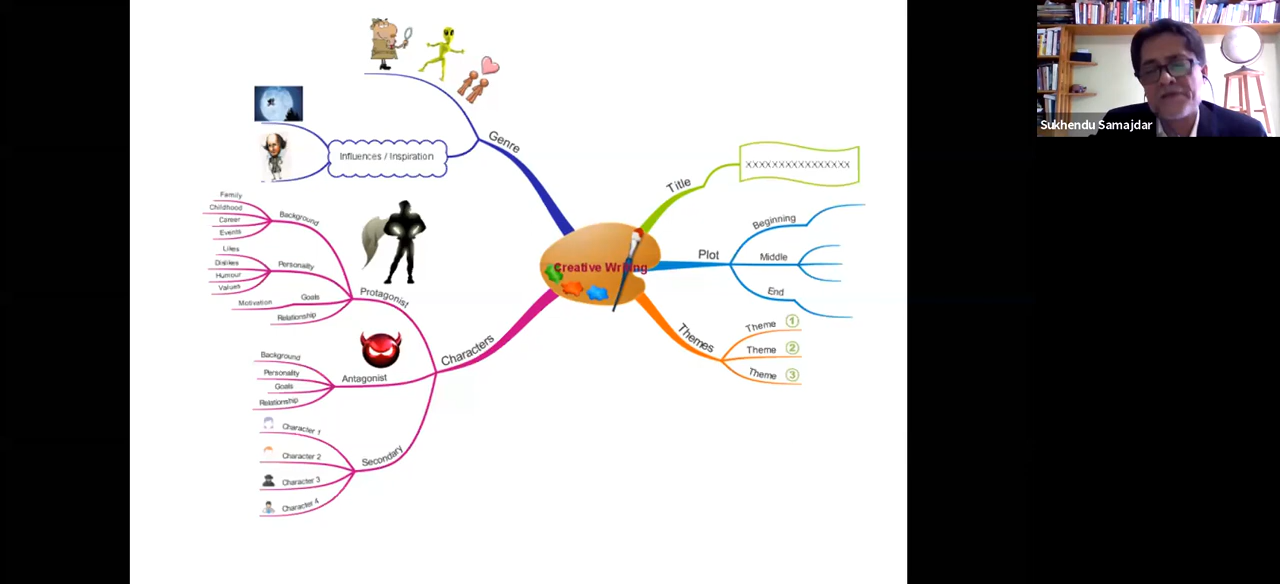 Sukhendu Samajdar
Creative Writing
Genre
Influences / Inspiration
Title
XXXXXXXXXXXXXXXX
Plot
Beginning
Middle
End
Themes
Theme 1
Theme 2
Theme 3
Characters
Protagonist
Background
Family
Childhood
Career
Events
Personality
Likes
Dislikes
Humour
Values
Goals
Motivation
Relationship
Antagonist
Background
Personality
Goals
Relationship
Secondary
Character 1
Character 2
Character 3
Character 4